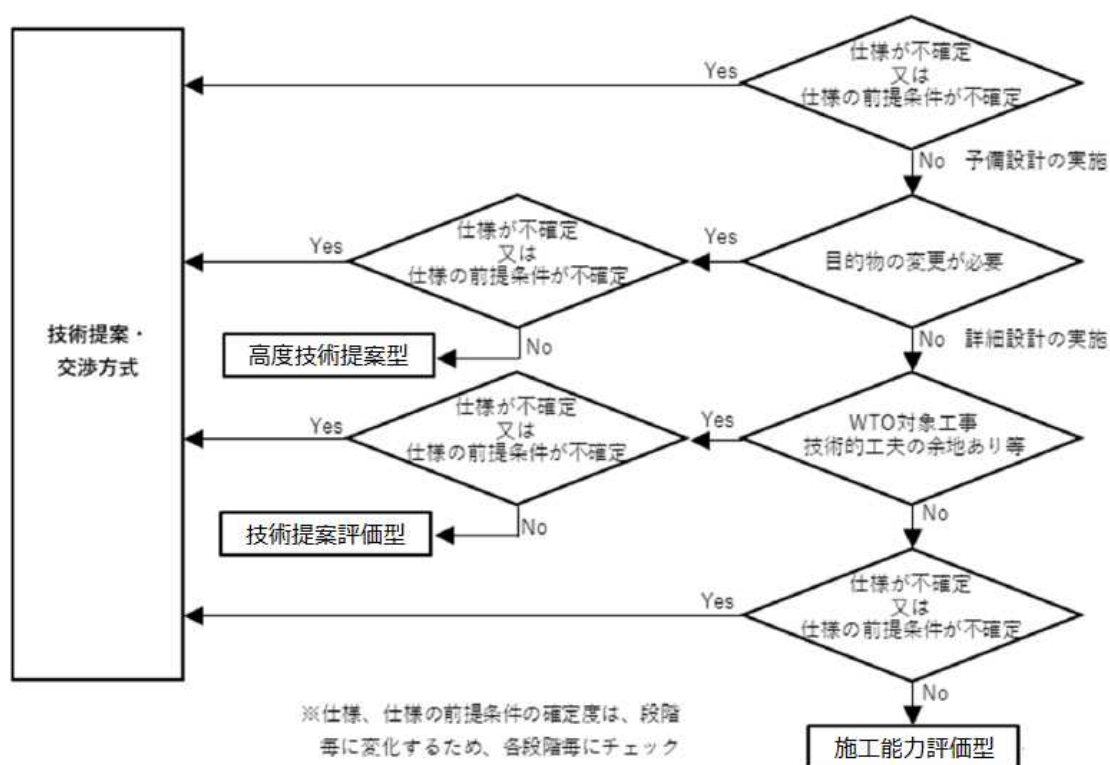 仕様が不確定
又は
仕様の前提条件が不確定
Yes
No 予備設計の実施
目的物の変更が必要
Yes
仕様が不確定
又は
仕様の前提条件が不確定
Yes
No
高度技術提案型
No 詳細設計の実施
技術提案・
交渉方式
WTO対象工事
技術的工夫の余地あり等
Yes
仕様が不確定
又は
仕様の前提条件が不確定
Yes
No
技術提案評価型
No
仕様が不確定
又は
仕様の前提条件が不確定
Yes
No
施工能力評価型
※仕様、仕様の前提条件の確定度は、段階
毎に変化するため、各段階毎にチェック